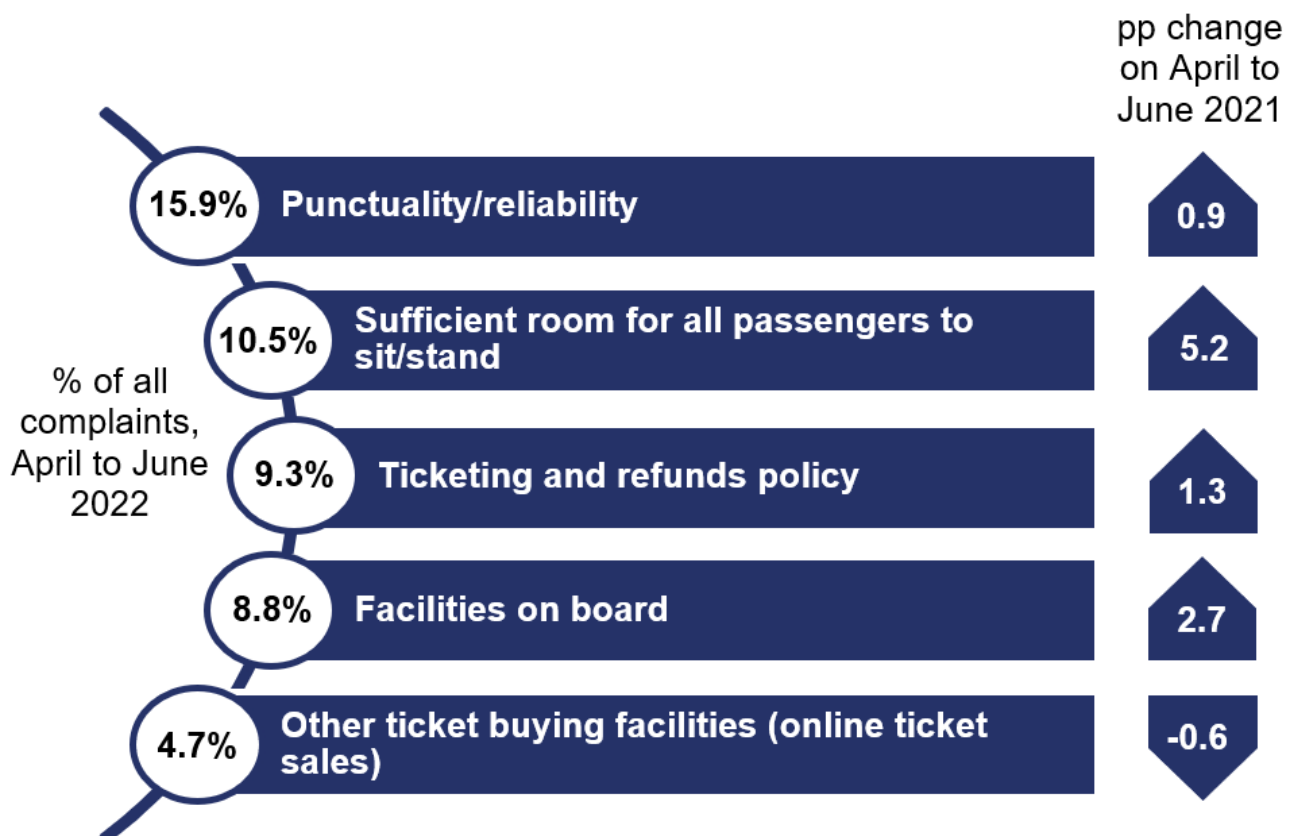 pp change
on April to
June 2021
15.9%
Punctuality/reliability
0.9
10.5%
Sufficient room for all passengers to
sit/stand
5.2
% of all
complaints,
April to June
2022
9.3%
Ticketing and refunds policy
1.3
8.8%
Facilities on board
2.7
4.7%
Other ticket buying facilities (online ticket
sales)
-0.6